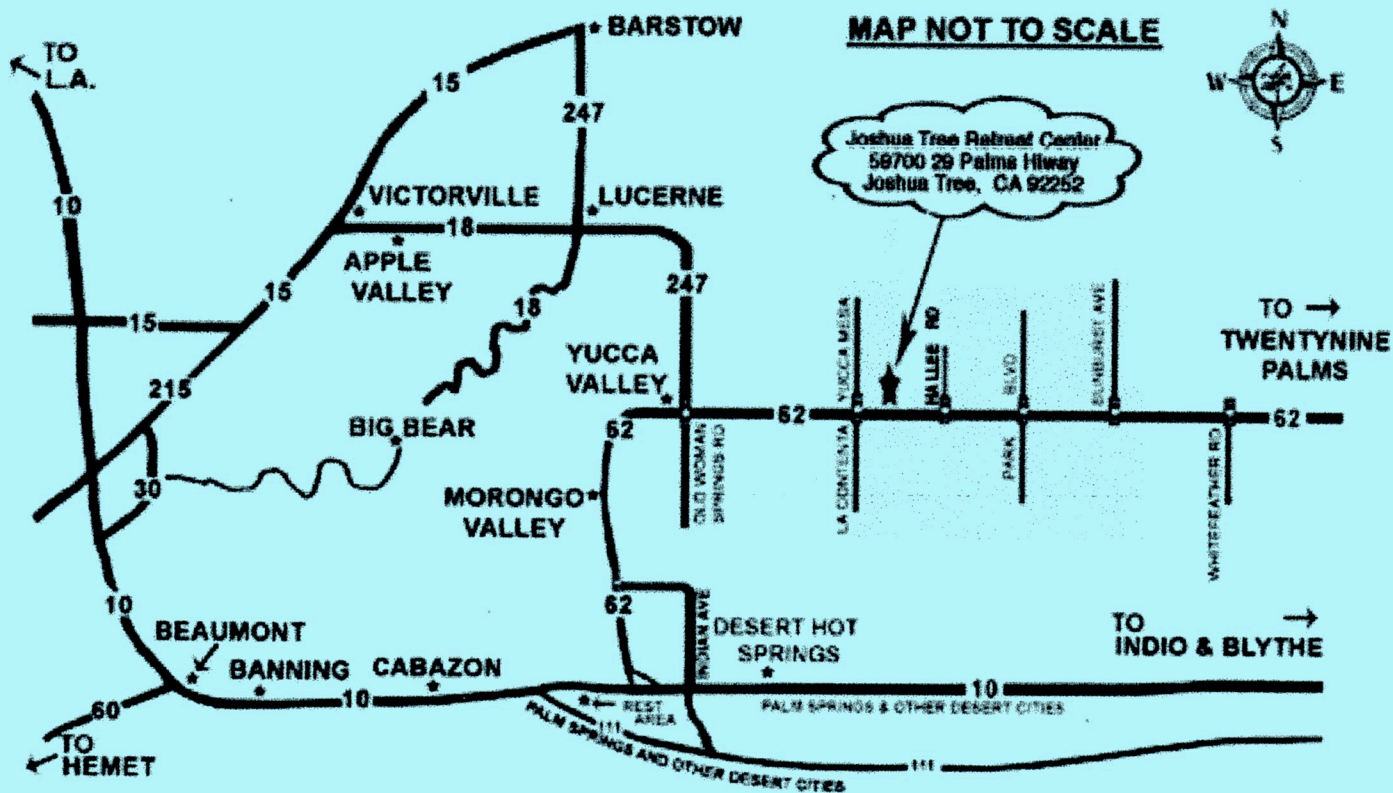 MAP NOT TO SCALE
N
W
E
S
TO
L.A.
BARSTOW
15
247
Joshua Tree Retreat Center
59700 29 Palms Hiway
Joshua Tree, CA 92252
10
VICTORVILLE
LUCERNE
18
APPLE
VALLEY
15
18
247
15
YUCCA MESA
HALLEE RD
BLVD
SUNBURST AVE
TO
TWENTYNINE
PALMS
YUCCA
VALLEY
215
62
62
62
BIG BEAR
30
MORONGO
VALLEY
OLD WOMAN
SPRINGS RD
LA CONTENTA
PARK
WHITEFEATHER RD
10
62
INDIAN AVE
DESERT HOT
SPRINGS
TO
INDIO & BLYTHE
BEAUMONT
BANNING
CABAZON
10
10
REST
AREA
PALM SPRINGS & OTHER DESERT CITIES
60
TO
HEMET
111
PALM SPRINGS AND OTHER DESERT CITIES
111